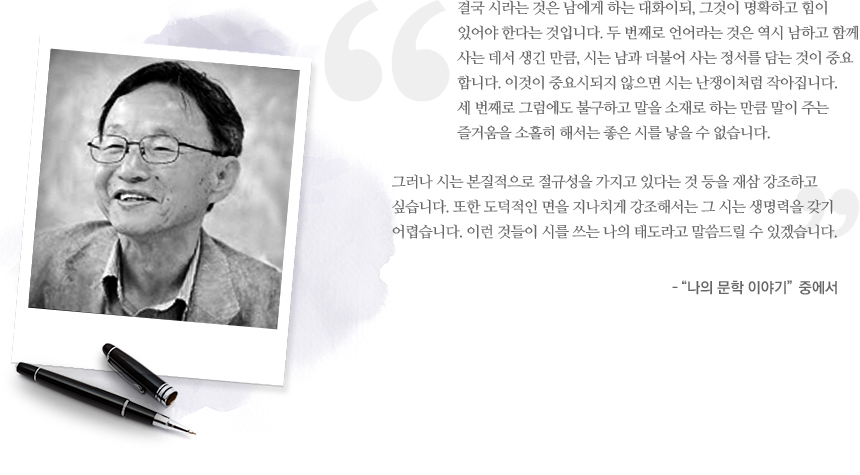 결국 시라는 것은 남에게 하는 대화이되, 그것이 명확하고 힘이
있어야 한다는 것입니다. 두 번째로 언어라는 것은 역시 남하고 함께
사는 데서 생긴 만큼, 시는 남과 더불어 사는 정서를 담는 것이 중요
합니다. 이것이 중요시되지 않으면 시는 난쟁이처럼 작아집니다.
세 번째로 그럼에도 불구하고 말을 소재로 하는 만큼 말이 주는
즐거움을 소홀히 해서는 좋은 시를 낳을 수 없습니다.
그러나 시는 본질적으로 절규성을 가지고 있다는 것 등을 재삼 강조하고
싶습니다. 또한 도덕적인 면을 지나치게 강조해서는 그 시는 생명력을 갖기
어렵습니다. 이런 것들이 시를 쓰는 나의 태도라고 말씀드릴 수 있겠습니다.
- “나의 문학 이야기” 중에서